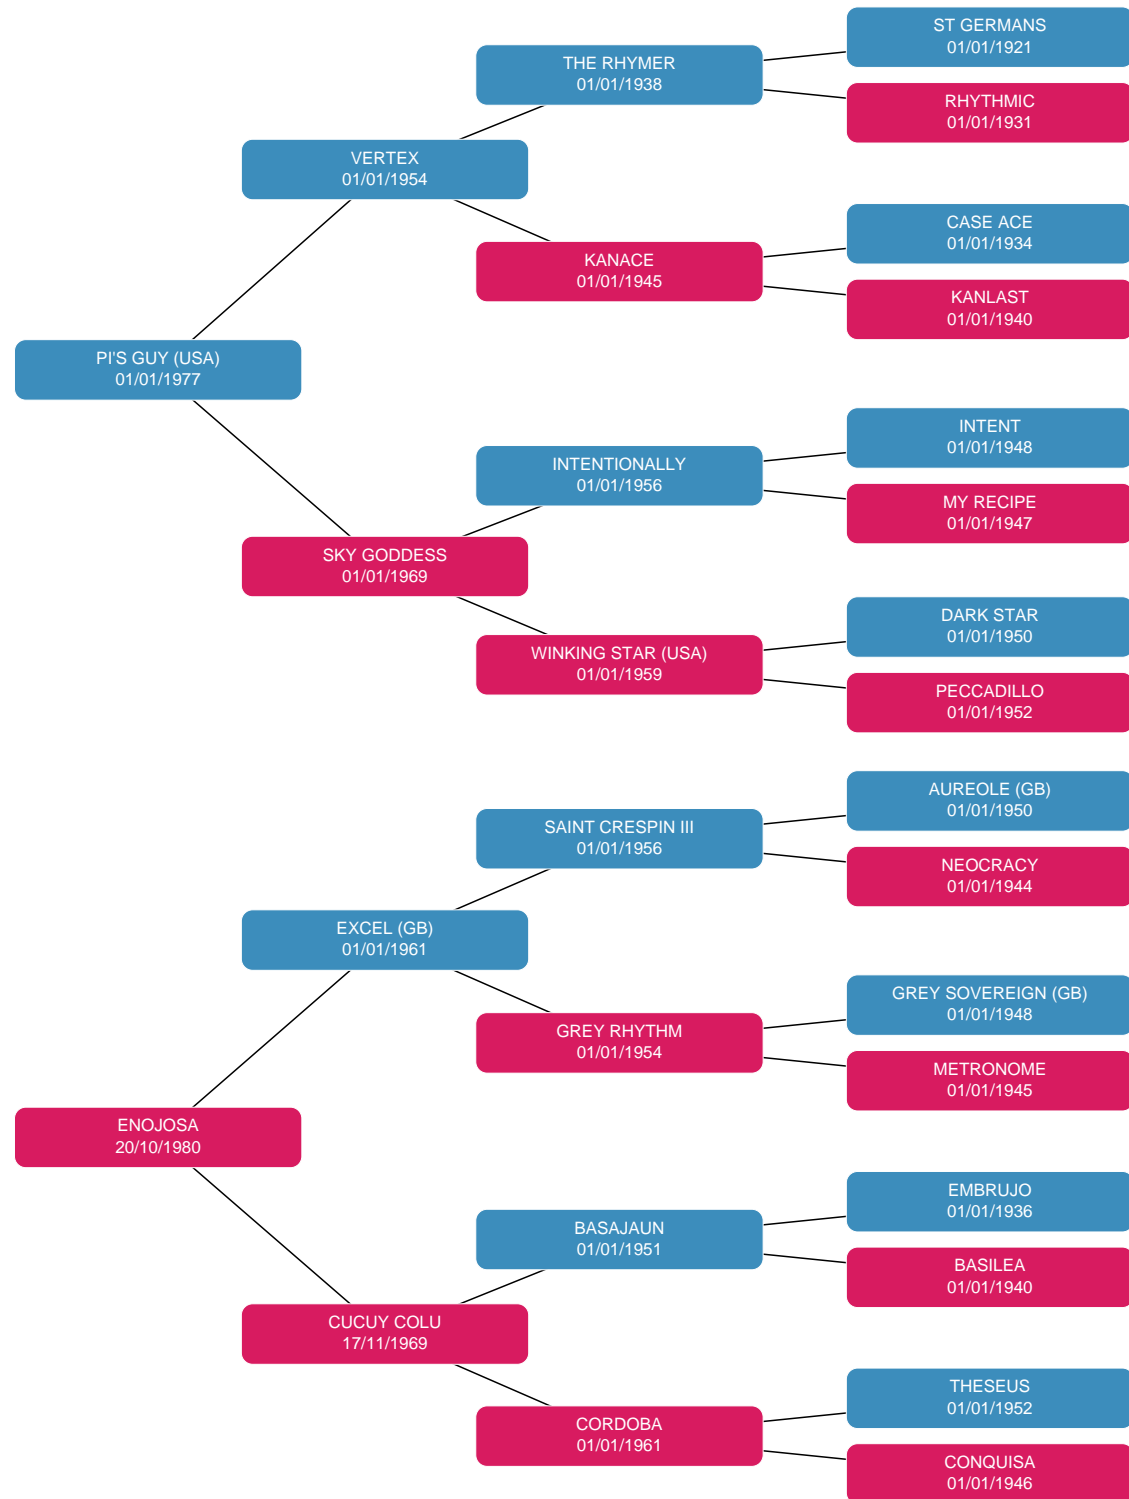 ST GERMANS
01/01/1921
THE RHYMER
01/01/1938
RHYTHMIC
01/01/1931
VERTEX
01/01/1954
CASE ACE
01/01/1934
KANACE
01/01/1945
KANLAST
01/01/1940
PI'S GUY (USA)
01/01/1977
INTENT
01/01/1948
INTENTIONALLY
01/01/1956
MY RECIPE
01/01/1947
SKY GODDESS
01/01/1969
DARK STAR
01/01/1950
WINKING STAR (USA)
01/01/1959
PECCADILLO
01/01/1952
AUREOLE (GB)
01/01/1950
SAINT CRESPIN III
01/01/1956
NEOCRACY
01/01/1944
EXCEL (GB)
01/01/1961
GREY SOVEREIGN (GB)
01/01/1948
GREY RHYTHM
01/01/1954
METRONOME
01/01/1945
ENOJOSA
20/10/1980
EMBRUJO
01/01/1936
BASAJAUN
01/01/1951
BASILEA
01/01/1940
CUCUY COLU
17/11/1969
THESEUS
01/01/1952
CORDOBA
01/01/1961
CONQUISA
01/01/1946